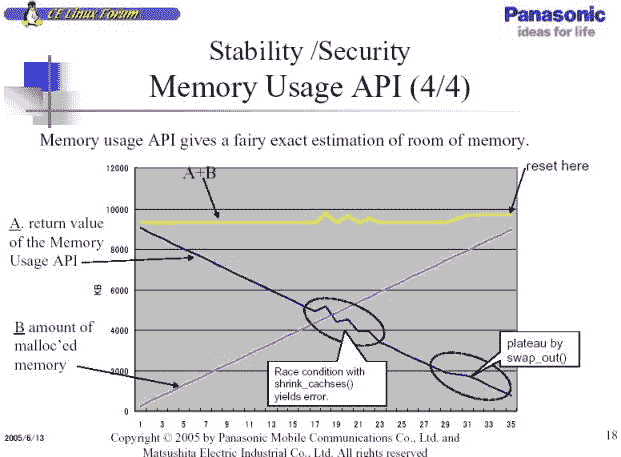 CE Linux Forum
Panasonic
ideas for life
Stability /Security
Memory Usage API (4/4)
Memory usage API gives a fairy exact estimation of room of memory.
12000
10000
8000
6000
4000
2000
0
KB
A+B
reset here
A. return value
of the Memory
Usage API
B amount of
malloc'ed
memory
Race condition with
shrink_cachses()
yields error.
plateau by
swap_out()
1 3 5 7 9 11 13 15 17 19 21 23 25 27 29 31 33 35
2005/6/13
Copyright © 2005 by Panasonic Mobile Communications Co., Ltd. and
Matsushita Electric Industrial Co., Ltd. All rights reserved
18